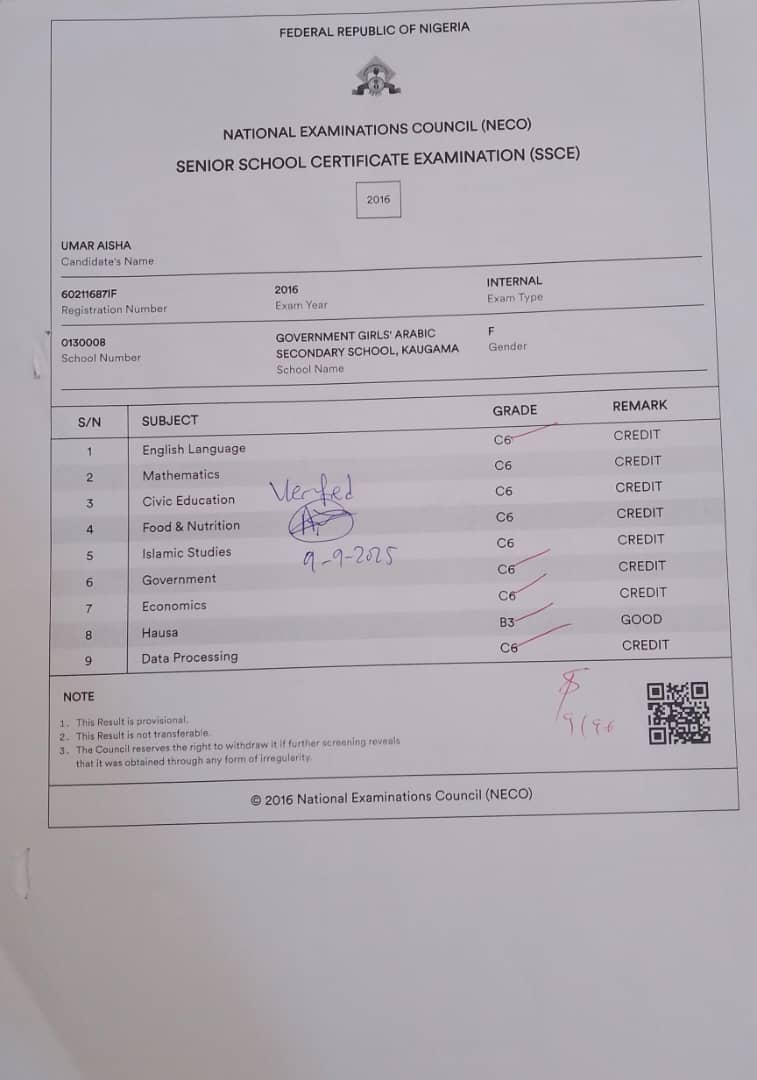 FEDERAL REPUBLIC OF NIGERIA
NATIONAL EXAMINATIONS COUNCIL (NECO)
SENIOR SCHOOL CERTIFICATE EXAMINATION (SSCE)
2016
UMAR AISHA
Candidate's Name
60211687IF 2016 INTERNAL
Registration Number Exam Year Exam Type
0130008 GOVERNMENT GIRLS' ARABIC F
School Number SECONDARY SCHOOL, KAUGAMA Gender
School Name
S/N SUBJECT GRADE REMARK
1 English Language C6 CREDIT
2 Mathematics C6 CREDIT
3 Civic Education C6 CREDIT
4 Food & Nutrition C6 CREDIT
5 Islamic Studies C6 CREDIT
6 Government C6 CREDIT
7 Economics C6 CREDIT
8 Hausa B3 GOOD
9 Data Processing C6 CREDIT
Verified
9-9-2025
NOTE
1. This Result is provisional.
2. This Result is not transferable.
3. The Council reserves the right to withdraw it if further screening reveals
that it was obtained through any form of irregularity.
© 2016 National Examinations Council (NECO)